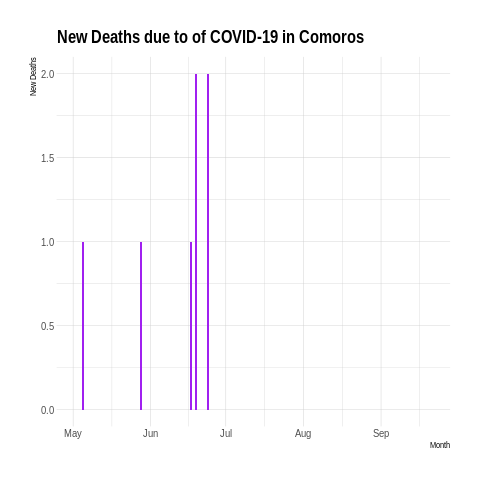 New Deaths due to of COVID-19 in Comoros
New Deaths
2.0
1.5
1.0
0.5
0.0
May Jun Jul Aug Sep
Month